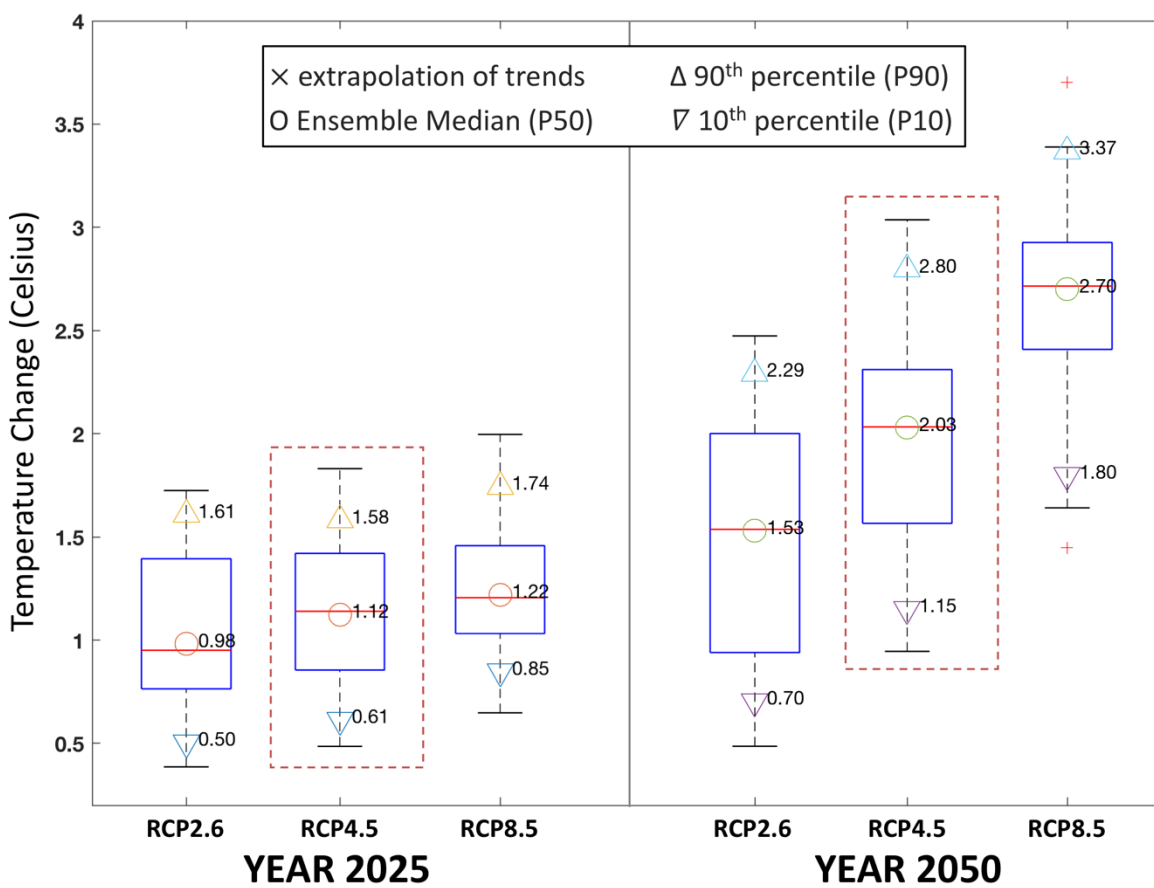 4
3.5
3
2.5
2
1.5
1
0.5
Temperature Change (Celsius)
× extrapolation of trends
Δ 90th percentile (P90)
O Ensemble Median (P50)
∇ 10th percentile (P10)
1.61
0.98
0.50
1.58
1.12
0.61
1.74
1.22
0.85
2.29
1.53
0.70
2.80
2.03
1.15
3.37
2.70
1.80
RCP2.6
RCP4.5
RCP8.5
RCP2.6
RCP4.5
RCP8.5
YEAR 2025
YEAR 2050